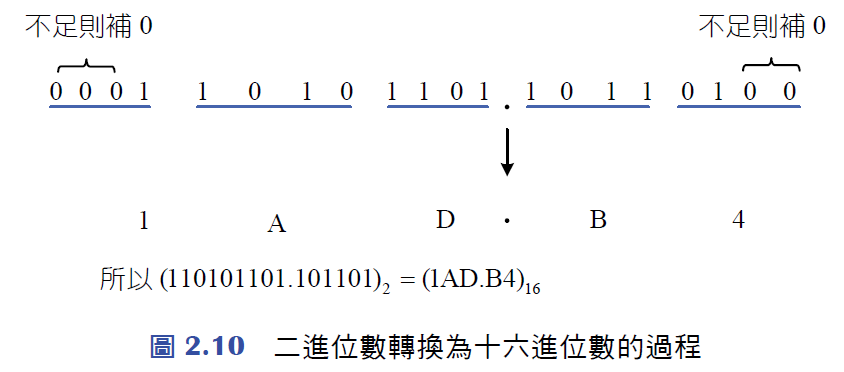 不足則補 0 不足則補 0
0 0 0 1 1 0 1 0 1 1 0 1 . 1 0 1 1 0 1 0 0
1 A D · B 4
所以 (110101101.101101)₂ = (1AD.B4)₁₆
圖 2.10 二進位數轉換為十六進位數的過程